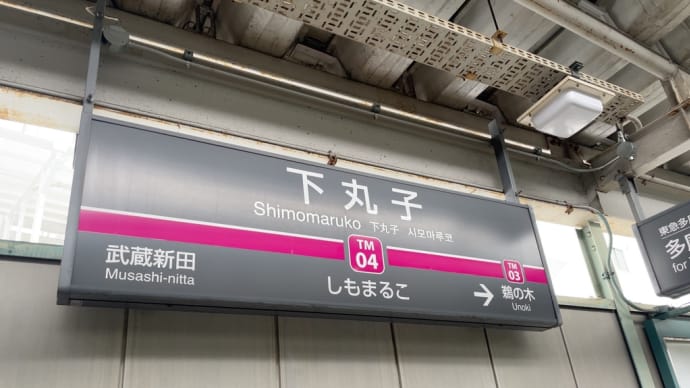 下丸子
Shimomaruko 下丸子 시모마루코
TM
04
TM
03
武蔵新田
Musashi-nitta
しもまるこ
→ 鵜の木
Unoki
東急多
多
for